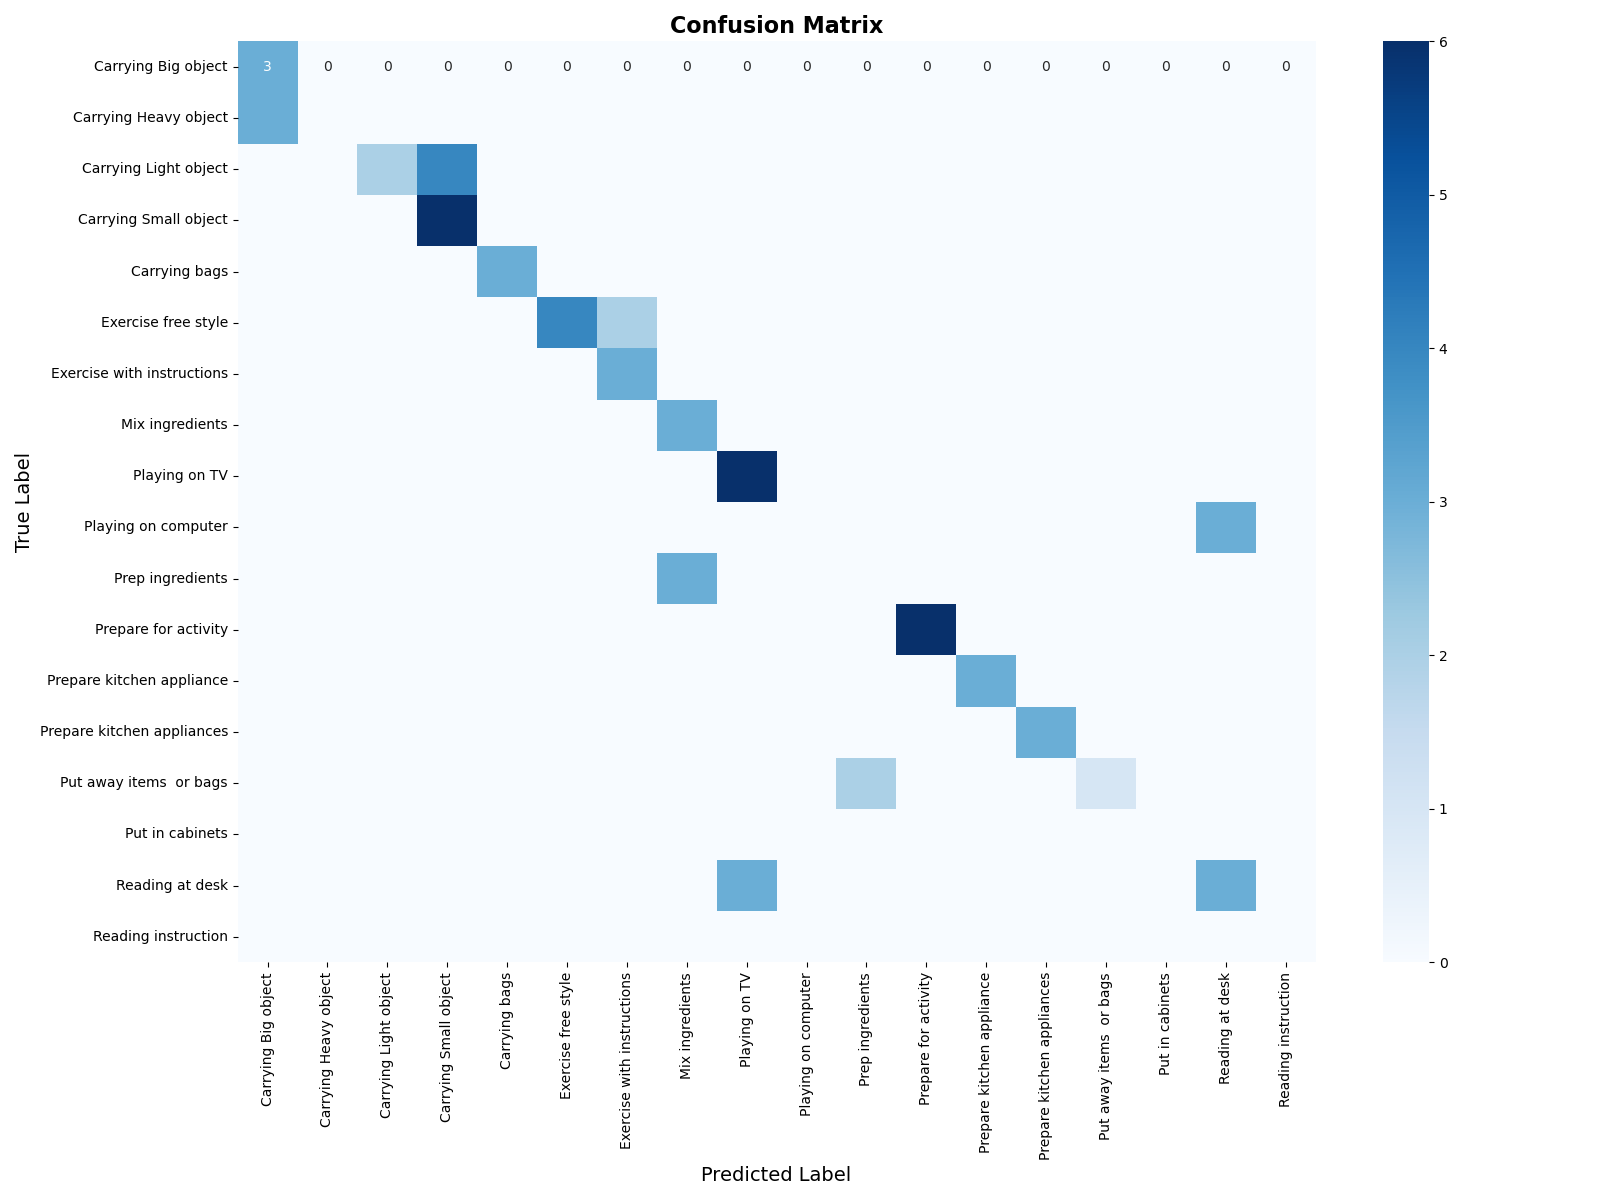 Confusion Matrix
True Label
Carrying Big object
Carrying Heavy object
Carrying Light object
Carrying Small object
Carrying bags
Exercise free style
Exercise with instructions
Mix ingredients
Playing on TV
Playing on computer
Prep ingredients
Prepare for activity
Prepare kitchen appliance
Prepare kitchen appliances
Put away items  or bags
Put in cabinets
Reading at desk
Reading instruction
3 0 0 0 0 0 0 0 0 0 0 0 0 0 0 0 0 0
Carrying Big object
Carrying Heavy object
Carrying Light object
Carrying Small object
Carrying bags
Exercise free style
Exercise with instructions
Mix ingredients
Playing on TV
Playing on computer
Prep ingredients
Prepare for activity
Prepare kitchen appliance
Prepare kitchen appliances
Put away items  or bags
Put in cabinets
Reading at desk
Reading instruction
Predicted Label
6
5
4
3
2
1
0